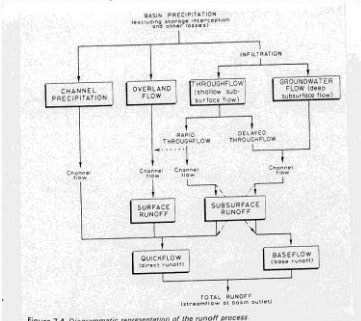 BASIN PRECIPITATION
(excluding storage interception
and other losses)
INFILTRATION
CHANNEL
PRECIPITATION
OVERLAND
FLOW
THROUGHFLOW
(shallow sub-
surface flow)
GROUNDWATER
FLOW (deep
subsurface flow)
RAPID
THROUGHFLOW
DELAYED
THROUGHFLOW
Channel
flow
Channel
flow
Channel
flow
Channel
flow
SURFACE
RUNOFF
SUBSURFACE
RUNOFF
QUICKFLOW
(direct runoff)
BASEFLOW
(base runoff)
TOTAL RUNOFF
(streamflow at basin outlet)
Diagrammatic representation of the runoff process